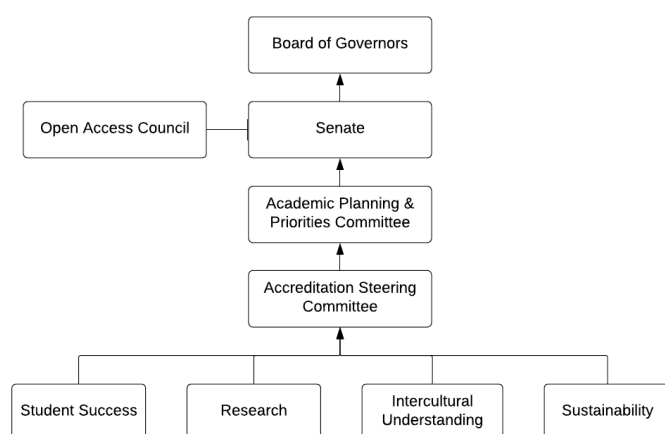 Board of Governors
Open Access Council
Senate
Academic Planning &
Priorities Committee
Accreditation Steering
Committee
Student Success
Research
Intercultural
Understanding
Sustainability